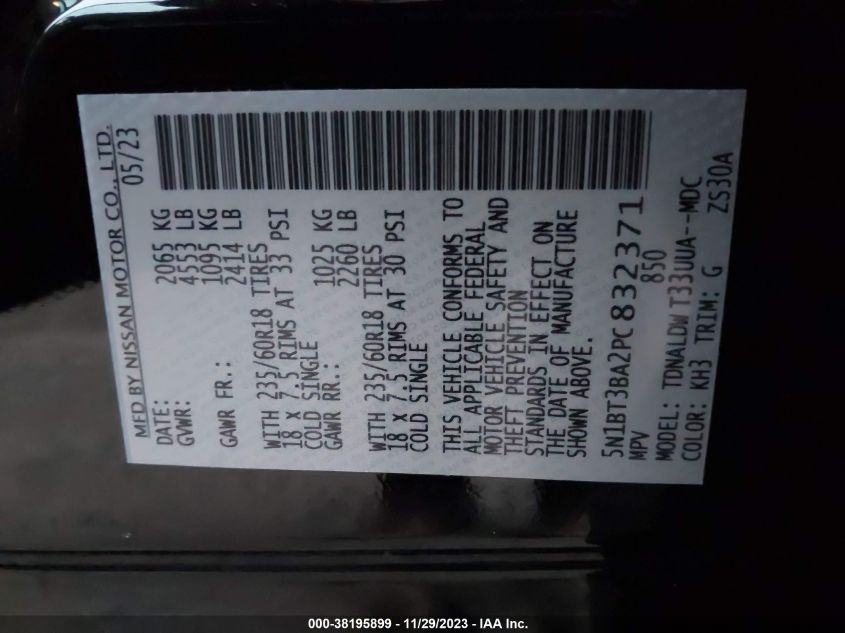 MFD BY NISSAN MOTOR CO., LTD.
DATE: 05/23
GVWR: 2065 KG
4553 LB
GAWR FR.: 1095 KG
2414 LB
WITH 235/60R18 TIRES
18 X 7.5 RIMS AT 33 PSI
COLD SINGLE
GAWR RR.: 1025 KG
2260 LB
WITH 235/60R18 TIRES
18 X 7.5 RIMS AT 30 PSI
COLD SINGLE
THIS VEHICLE CONFORMS TO
ALL APPLICABLE FEDERAL
MOTOR VEHICLE SAFETY AND
THEFT PREVENTION
STANDARDS IN EFFECT ON
THE DATE OF MANUFACTURE
SHOWN ABOVE.
5N1BT3BA2PC832371
MPV 850
MODEL: TDNALDW T33UUA--MDC
COLOR: KH3 TRIM: G ZS30A
000-38195899 - 11/29/2023 - IAA Inc.